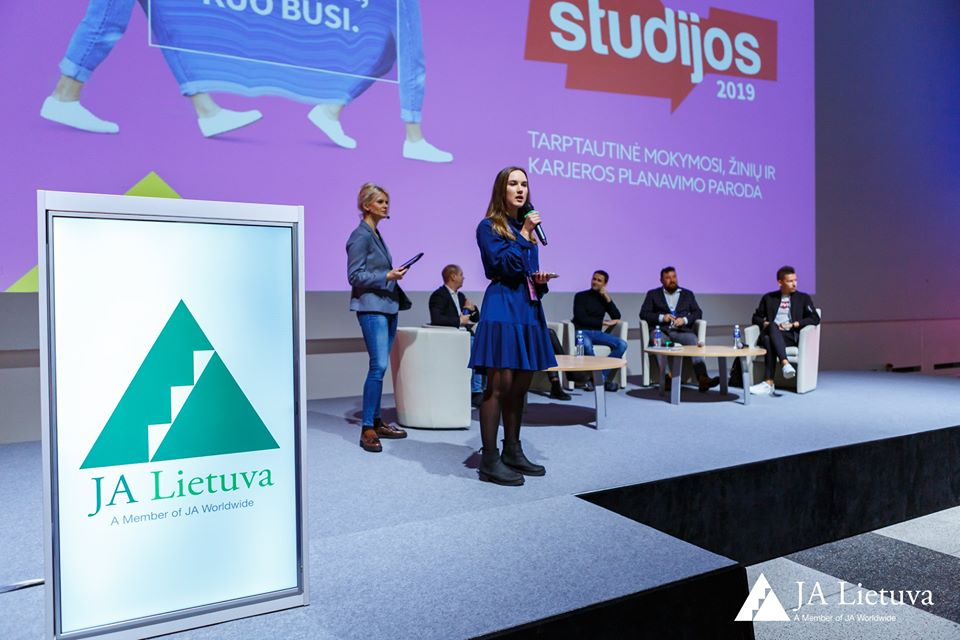 KUO BUSI.
studijos
2019
TARPTAUTINĖ MOKYMOSI, ŽINIŲ IR
KARJEROS PLANAVIMO PARODA
JA Lietuva
A Member of JA Worldwide
JA Lietuva
A Member of JA Worldwide